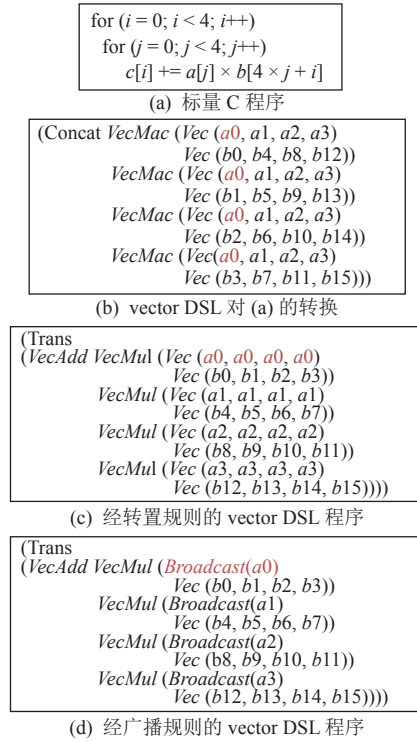 for (i = 0; i < 4; i++)
for (j = 0; j < 4; j++)
c[i] += a[j] × b[4 × j + i]
(a) 标量 C 程序
(Concat VecMac (Vec (a0, a1, a2, a3)
Vec (b0, b4, b8, b12))
VecMac (Vec (a0, a1, a2, a3)
Vec (b1, b5, b9, b13))
VecMac (Vec (a0, a1, a2, a3)
Vec (b2, b6, b10, b14))
VecMac (Vec(a0, a1, a2, a3)
Vec (b3, b7, b11, b15)))
(b) vector DSL 对 (a) 的转换
(Trans
(VecAdd VecMul (Vec (a0, a0, a0, a0)
Vec (b0, b1, b2, b3))
VecMul (Vec (a1, a1, a1, a1)
Vec (b4, b5, b6, b7))
VecMul (Vec (a2, a2, a2, a2)
Vec (b8, b9, b10, b11))
VecMul (Vec (a3, a3, a3, a3)
Vec (b12, b13, b14, b15))))
(c) 经转置规则的 vector DSL 程序
(Trans
(VecAdd VecMul (Broadcast(a0)
Vec (b0, b1, b2, b3))
VecMul (Broadcast(a1)
Vec (b4, b5, b6, b7))
VecMul (Broadcast(a2)
Vec (b8, b9, b10, b11))
VecMul (Broadcast(a3)
Vec (b12, b13, b14, b15))))
(d) 经广播规则的 vector DSL 程序